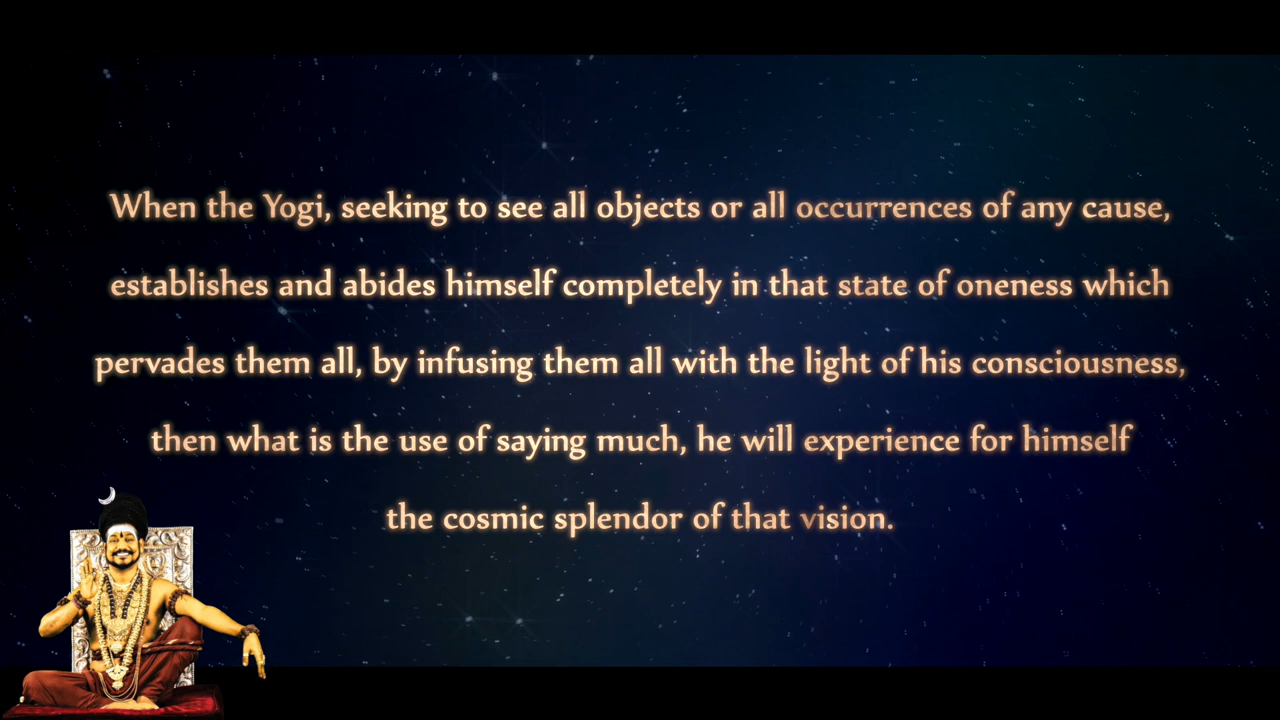 When the Yogi, seeking to see all objects or all occurrences of any cause,
establishes and abides himself completely in that state of oneness which
pervades them all, by infusing them all with the light of his consciousness,
then what is the use of saying much, he will experience for himself
the cosmic splendor of that vision.